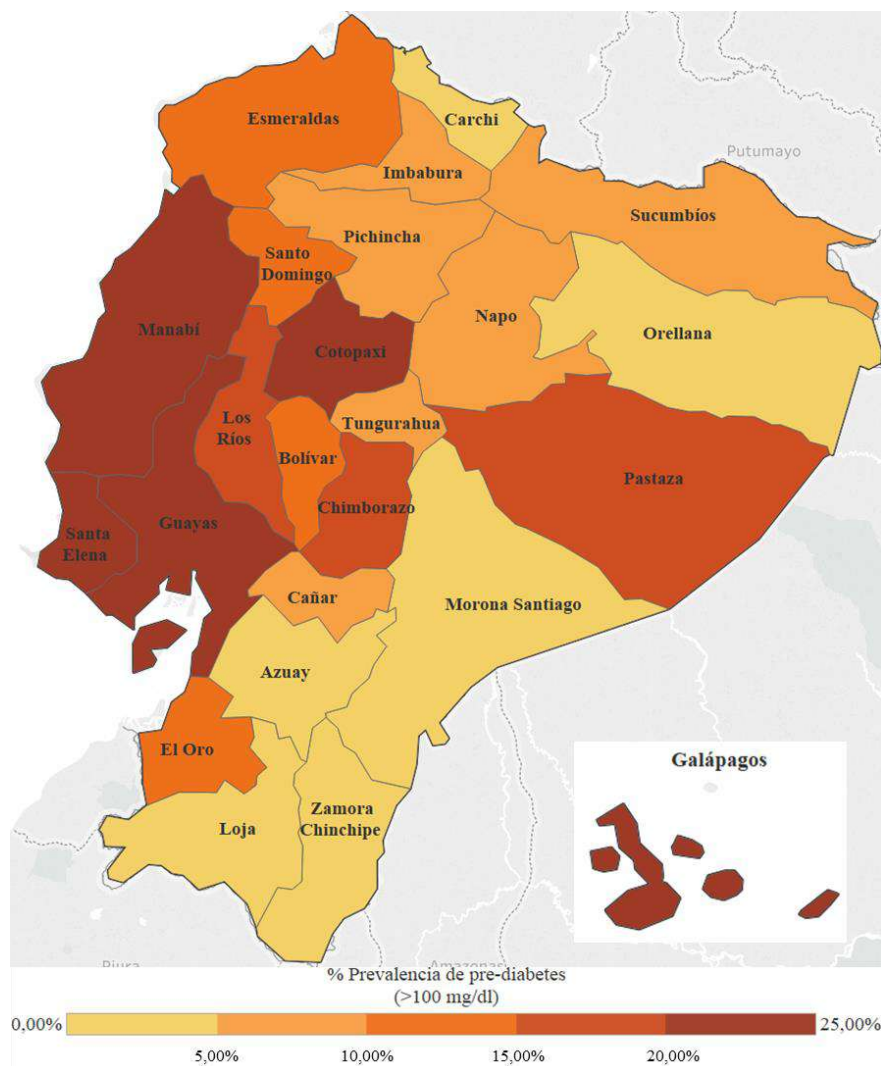 Carchi
Esmeraldas
Putumayo
Imbabura
Sucumbíos
Pichincha
Santo
Domingo
Napo
Manabí
Orellana
Cotopaxi
Los
Ríos
Tungurahua
Bolívar
Pastaza
Chimborazo
Guayas
Santa
Elena
Cañar
Morona Santiago
Azuay
El Oro
Galápagos
Zamora
Chinchipe
Loja
% Prevalencia de pre-diabetes
(>100 mg/dl)
0,00%
25,00%
5,00%
10,00%
15,00%
20,00%